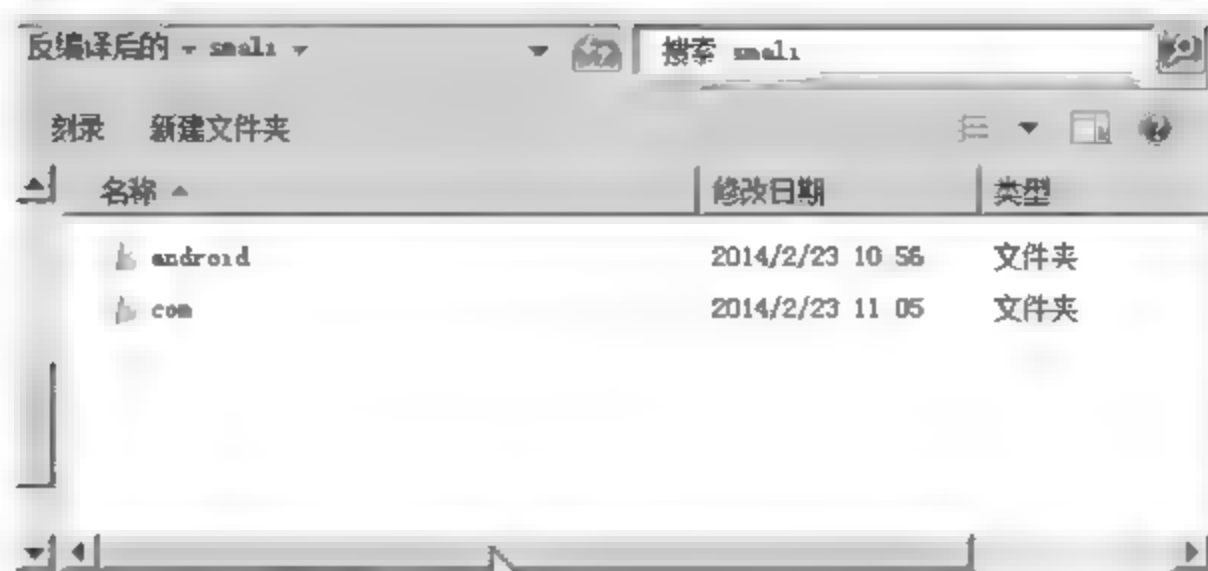 反编译后的 smali 搜索 smali
刻录 新建文件夹
名称 修改日期 类型
android 2014/2/23 10 56 文件夹
com 2014/2/23 11 05 文件夹